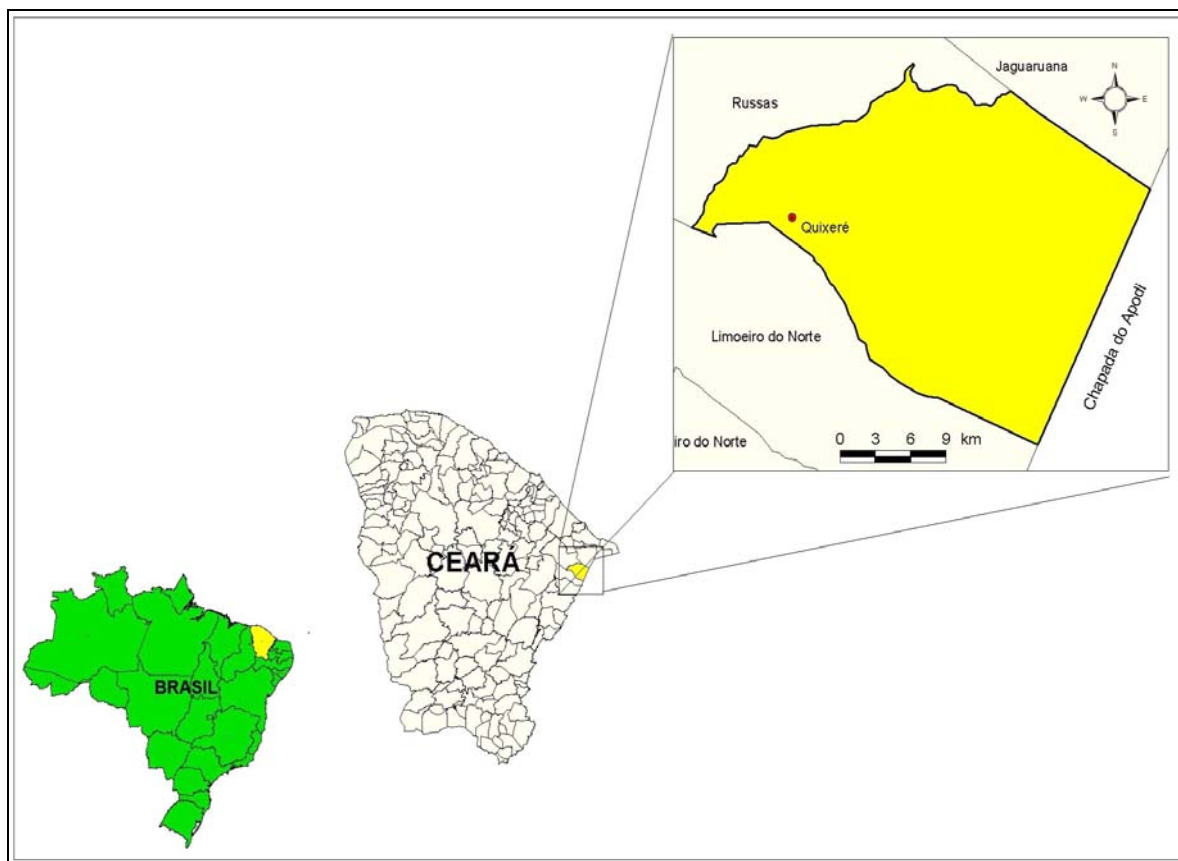 Jaguaruana
N
Russas
W
E
S
Quixeré
Limoeiro do Norte
Chapada do Apodi
iro do Norte
0 3 6 9 km
CEARÁ
BRASIL